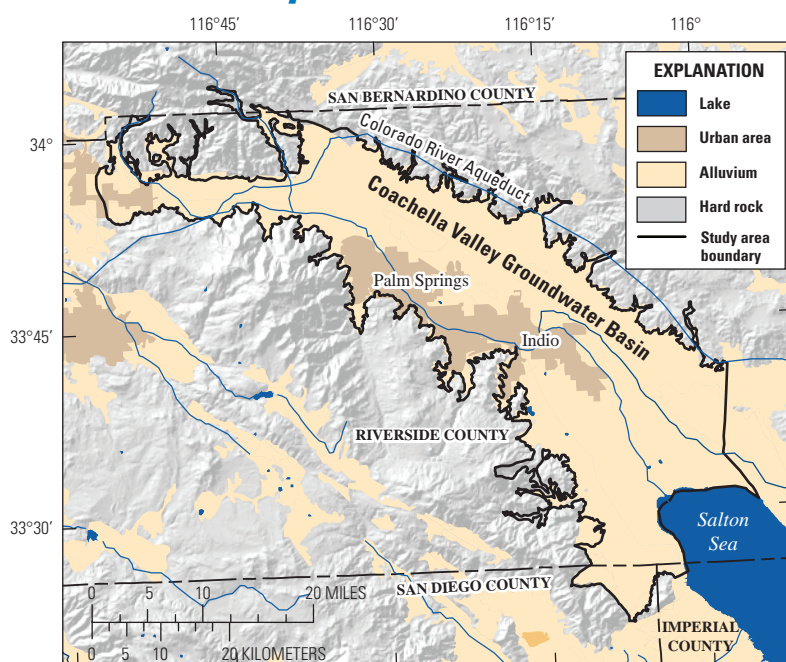 116°45'
116°30'
116°15'
116°
34°
33°45'
33°30'
EXPLANATION
Lake
Urban area
Alluvium
Hard rock
Study area
boundary
SAN BERNARDINO COUNTY
Colorado River Aqueduct
Coachella Valley Groundwater Basin
Palm Springs
Indio
RIVERSIDE COUNTY
Salton
Sea
SAN DIEGO COUNTY
IMPERIAL
COUNTY
0 5 10 20 MILES
0 5 10 20 KILOMETERS